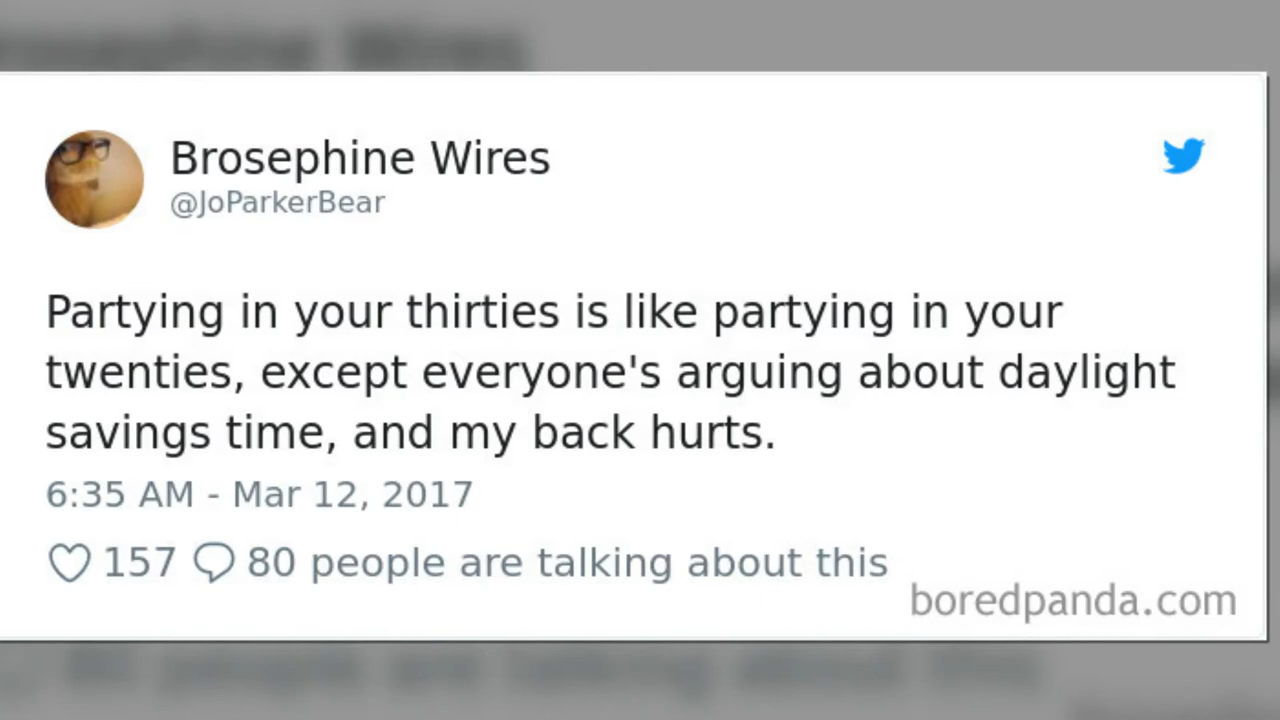 Brosephine Wires
@JoParkerBear
Partying in your thirties is like partying in your
twenties, except everyone's arguing about daylight
savings time, and my back hurts.
6:35 AM - Mar 12, 2017
157 80 people are talking about this
boredpanda.com